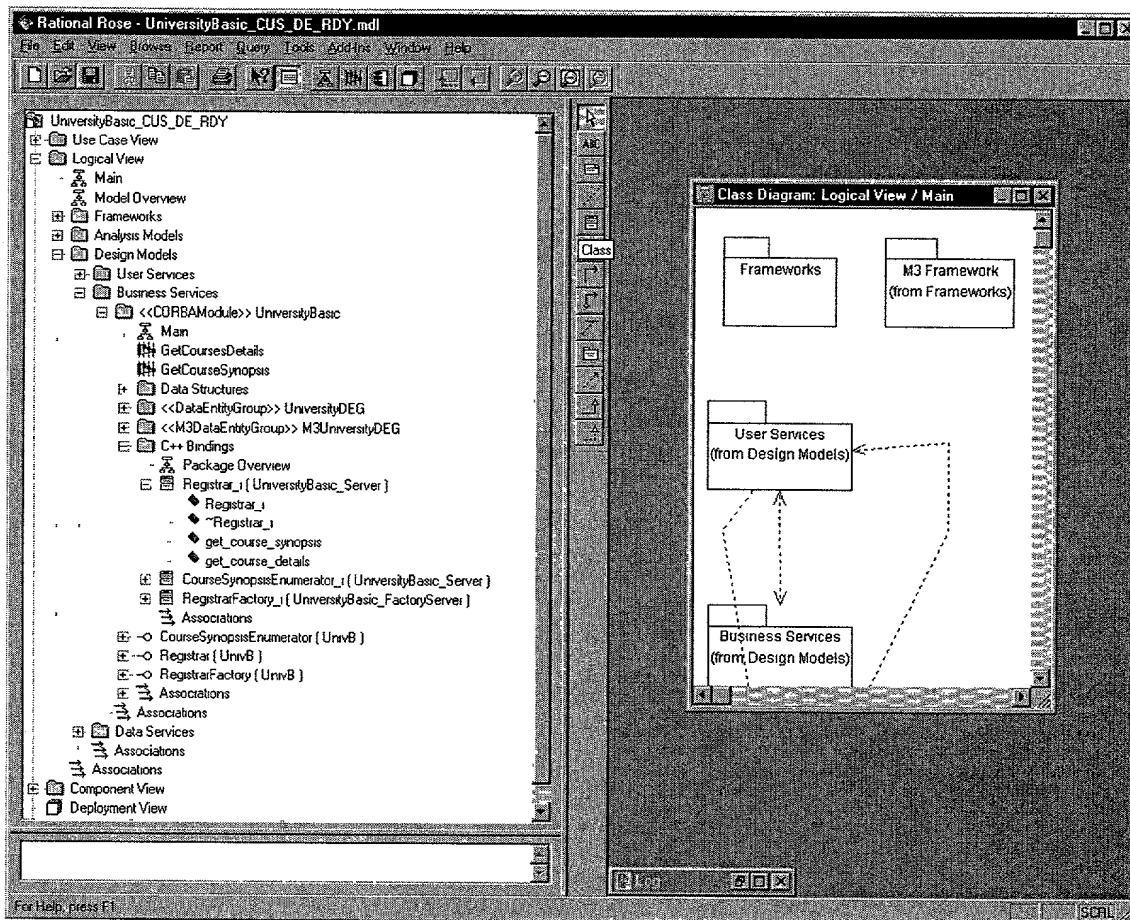 Rational Rose - UniversityBasic_CUS_DE_RDY.mdl
File Edit View Browse Report Query Tools Add-Ins Window Help
UniversityBasic_CUS_DE_RDY
Use Case View
Logical View
Main
Model Overview
Frameworks
Analysis Models
Design Models
User Services
Business Services
<<CORBAModule>> UniversityBasic
Main
GetCoursesDetails
GetCourseSynopsis
Data Structures
<<DataEntityGroup>> UniversityDEG
<<M3DataEntityGroup>> M3UniversityDEG
C++ Bindings
Package Overview
Registrar_i (UniversityBasic_Server)
Registrar_i
~Registrar_i
get_course_synopsis
get_course_details
CourseSynopsisEnumerator_i (UniversityBasic_Server)
RegistrarFactory_i (UniversityBasic_FactoryServer)
Associations
CourseSynopsisEnumerator (UnivB)
Registrar (UnivB)
RegistrarFactory (UnivB)
Associations
Associations
Data Services
Associations
Associations
Component View
Deployment View
ABC
Class
Class Diagram: Logical View / Main
Frameworks
M3 Framework
(from Frameworks)
User Services
(from Design Models)
Business Services
(from Design Models)
Log
For Help, press F1
SCRL